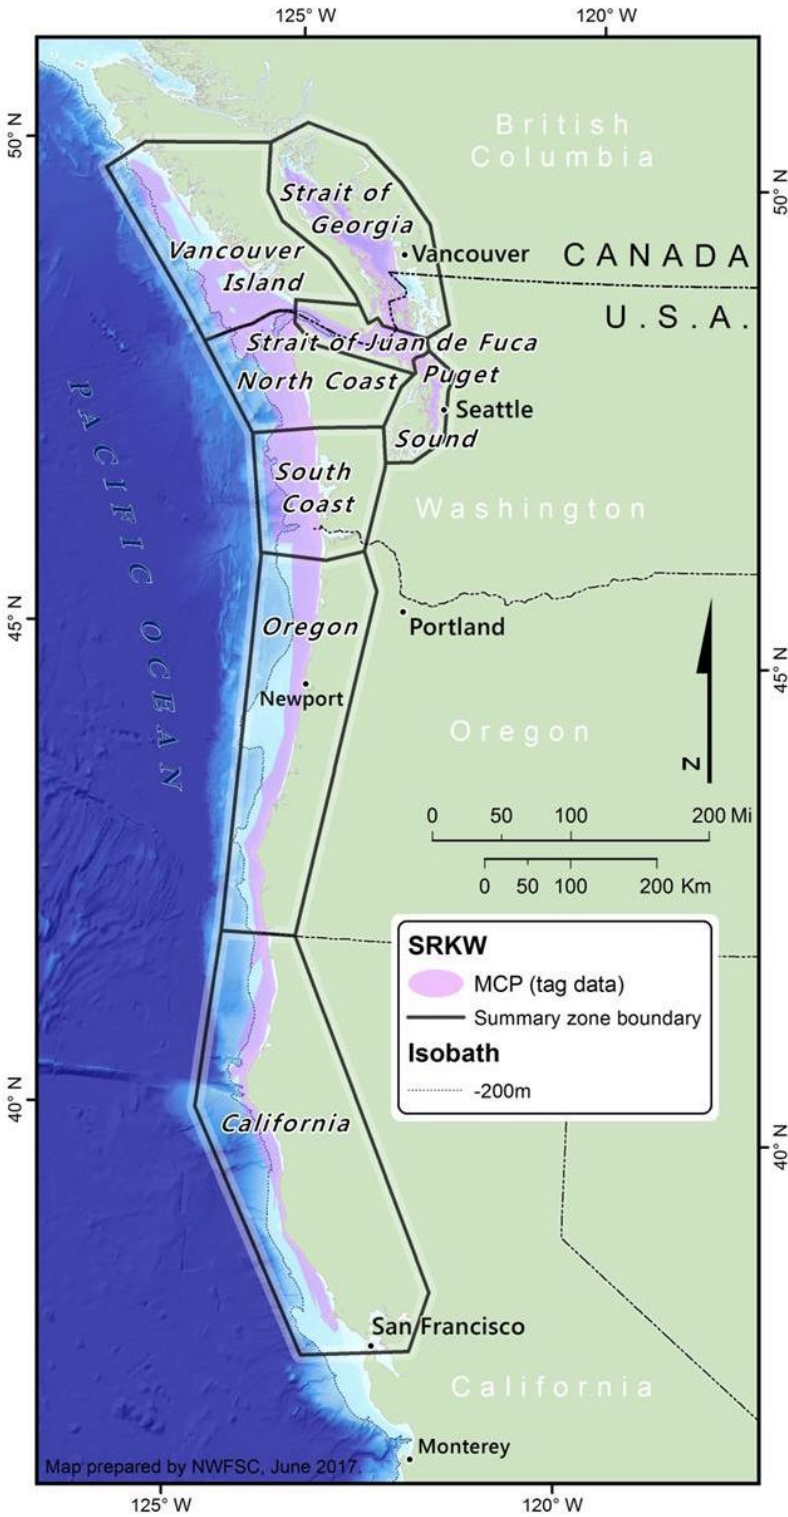 125° W
120° W
50° N
50° N
British
Columbia
Strait of
Georgia
Vancouver
CANADA
Vancouver
Island
U.S.A.
Strait of Juan de Fuca
North Coast
Puget
Sound
Seattle
PACIFIC OCEAN
South
Coast
Washington
45° N
45° N
Oregon
Portland
Newport
Oregon
N
0 50 100 200 Mi
0 50 100 200 Km
SRKW
MCP (tag data)
Summary zone boundary
Isobath
-200m
40° N
40° N
California
San Francisco
California
Monterey
Map prepared by NWFSC, June 2017.
125° W
120° W